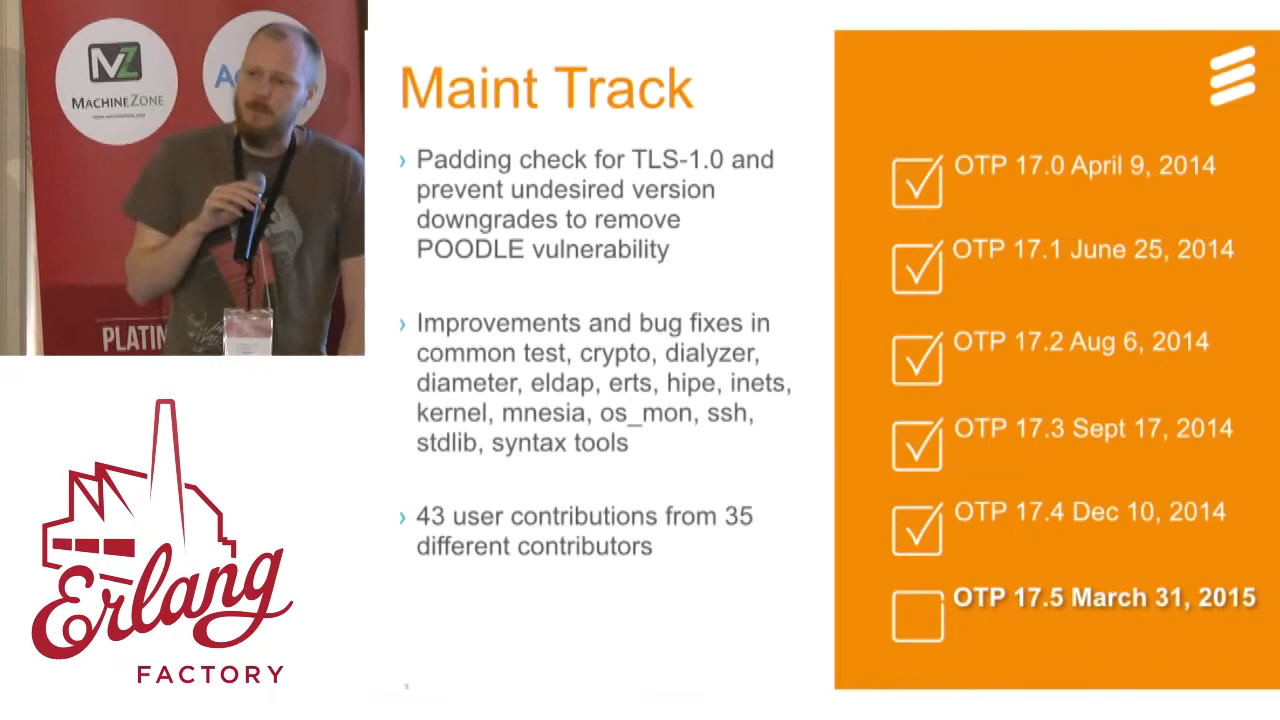 MZ
MACHINE ZONE
PLATIN
Erlang
FACTORY
Maint Track
› Padding check for TLS-1.0 and
prevent undesired version
downgrades to remove
POODLE vulnerability
› Improvements and bug fixes in
common test, crypto, dialyzer,
diameter, eldap, erts, hipe, inets,
kernel, mnesia, os_mon, ssh,
stdlib, syntax tools
› 43 user contributions from 35
different contributors
OTP 17.0 April 9, 2014
OTP 17.1 June 25, 2014
OTP 17.2 Aug 6, 2014
OTP 17.3 Sept 17, 2014
OTP 17.4 Dec 10, 2014
OTP 17.5 March 31, 2015